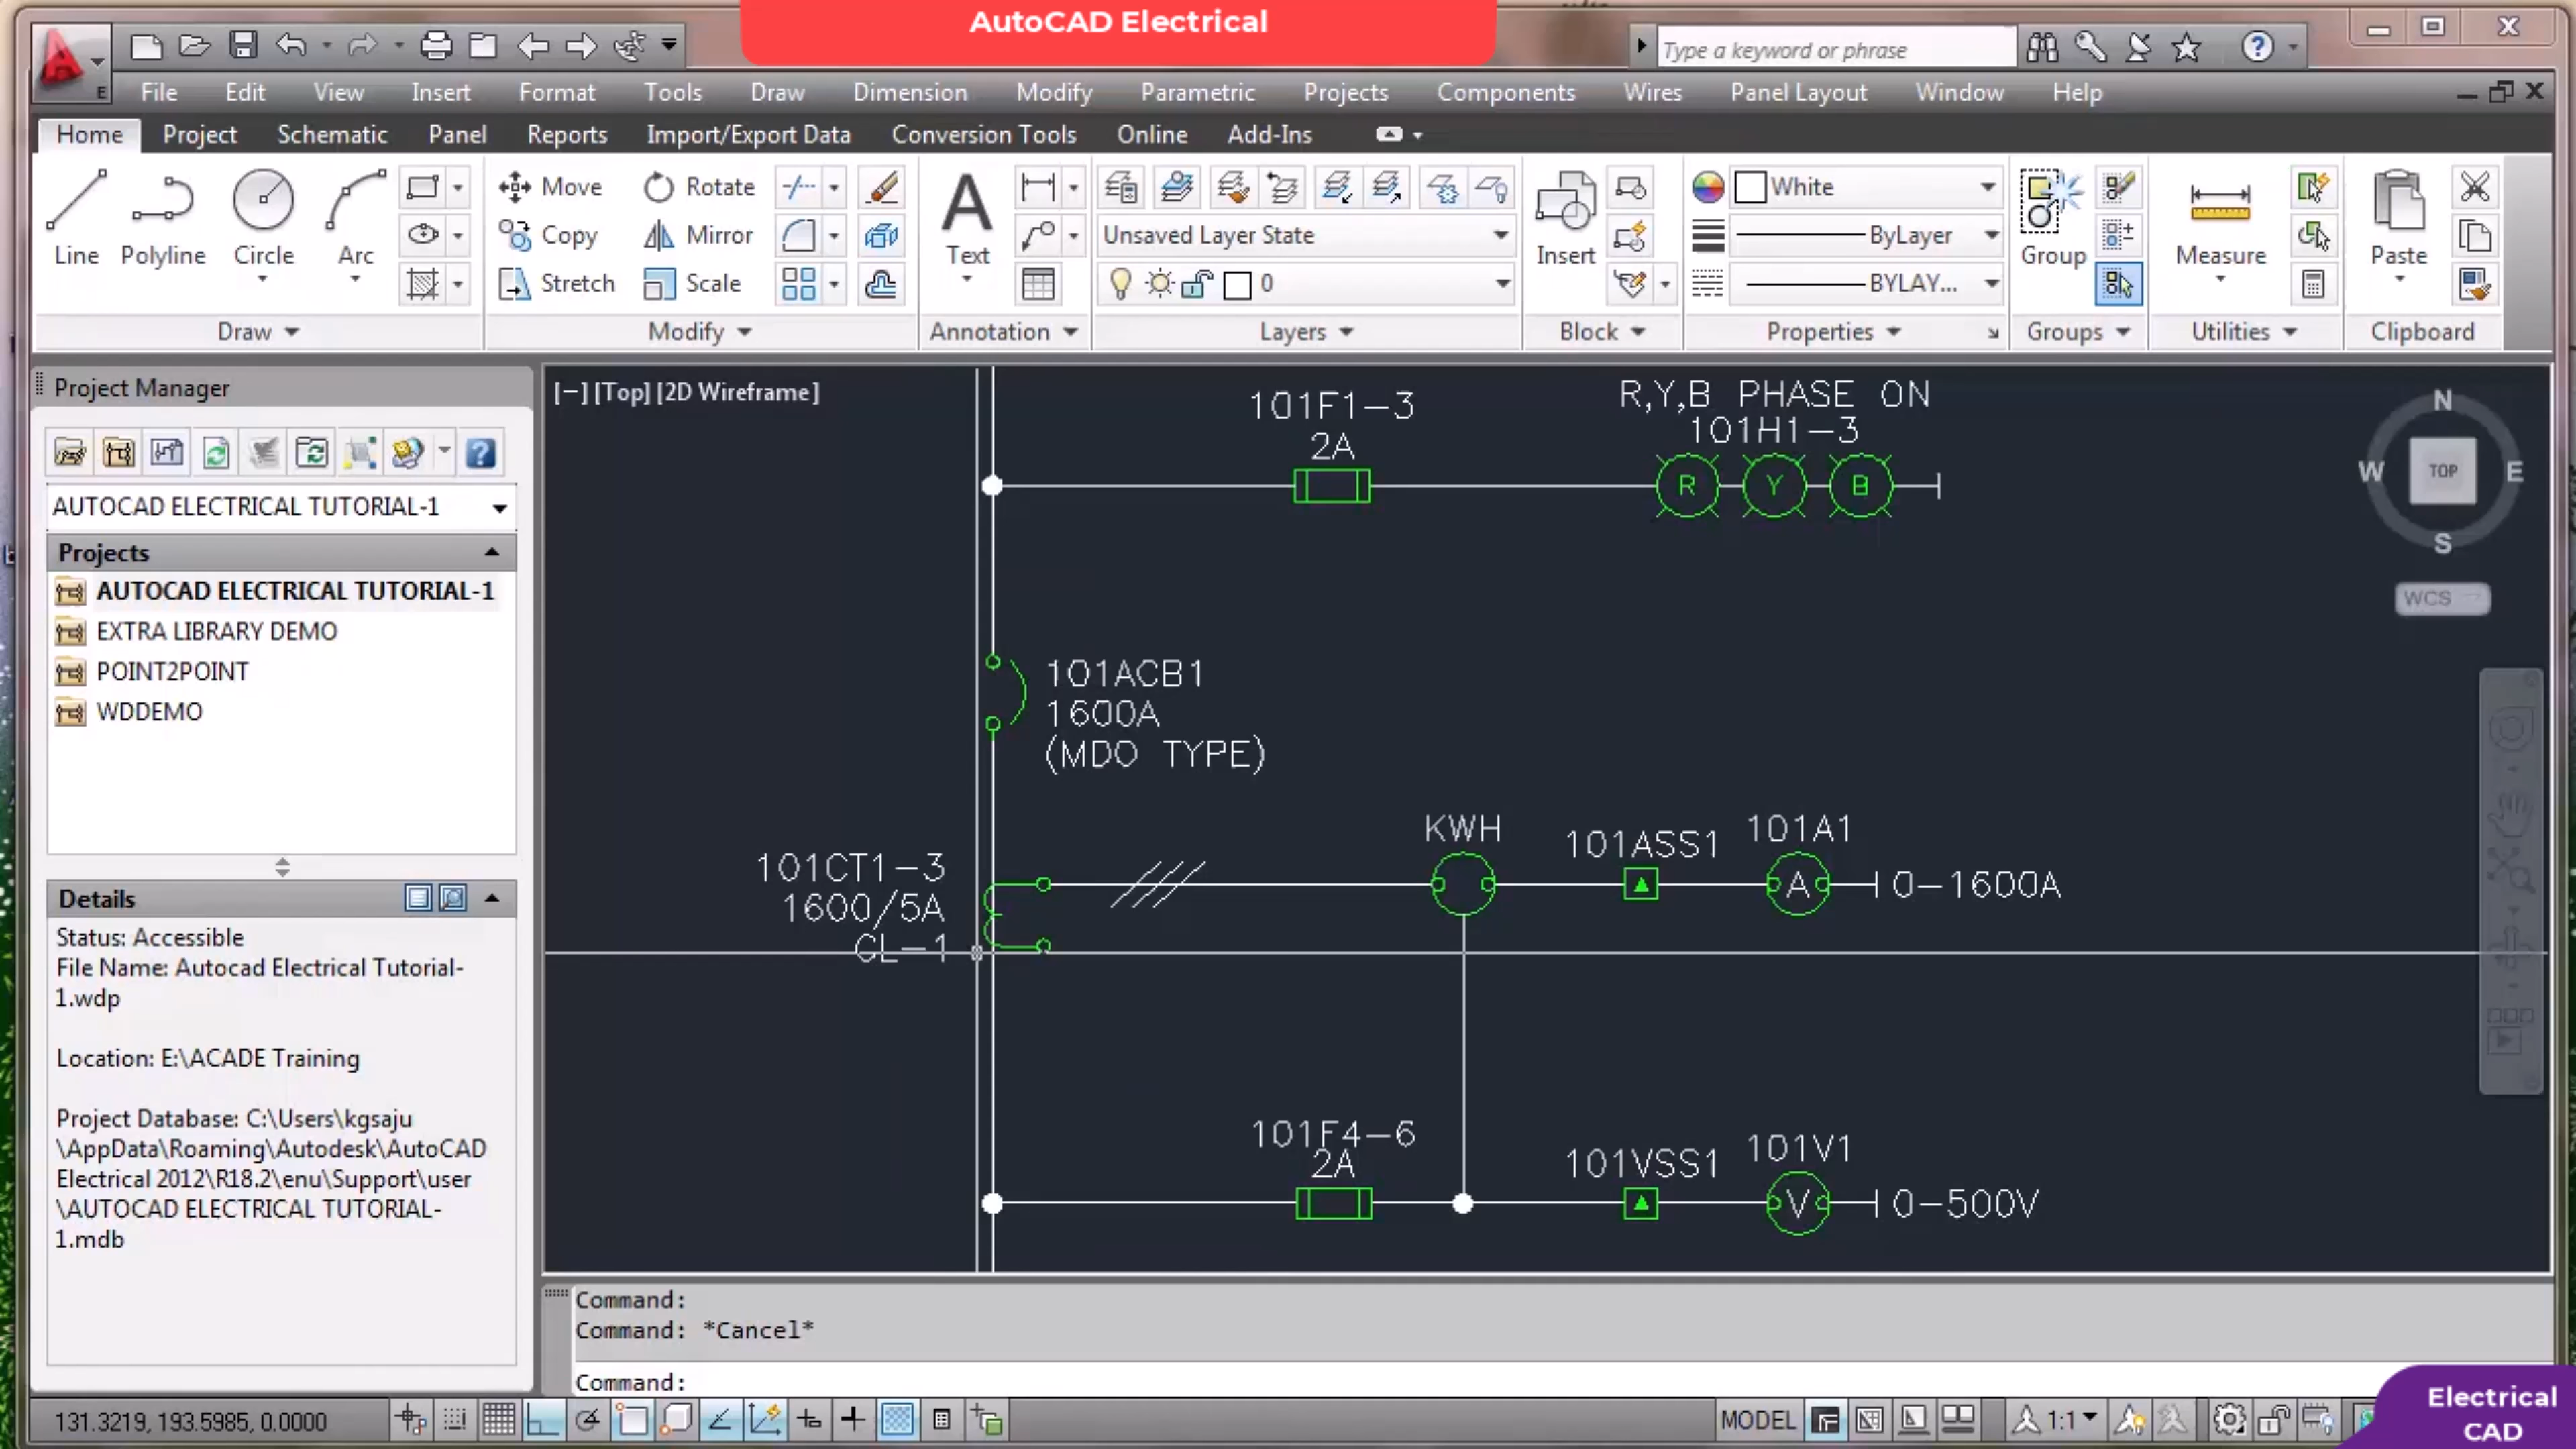 AutoCAD Electrical
Type a keyword or phrase
E
File Edit View Insert Format Tools Draw Dimension Modify Parametric Projects Components Wires Panel Layout Window Help
Home Project Schematic Panel Reports Import/Export Data Conversion Tools Online Add-Ins
Line Polyline Circle Arc
Move Rotate
Copy Mirror
Stretch Scale
Text
Unsaved Layer State
0
Insert
White
ByLayer
BYLAY...
Group
Measure
Paste
Draw Modify Annotation Layers Block Properties Groups Utilities Clipboard
Project Manager
AUTOCAD ELECTRICAL TUTORIAL-1
Projects
AUTOCAD ELECTRICAL TUTORIAL-1
EXTRA LIBRARY DEMO
POINT2POINT
WDDEMO
Details
Status: Accessible
File Name: Autocad Electrical Tutorial-
1.wdp
Location: E:\ACADE Training
Project Database: C:\Users\kgsaju
\AppData\Roaming\Autodesk\AutoCAD
Electrical 2012\R18.2\enu\Support\user
\AUTOCAD ELECTRICAL TUTORIAL-
1.mdb
[−] [Top] [2D Wireframe]
101F1-3
2A
R,Y,B PHASE ON
101H1-3
R Y B
N
W TOP E
S
WCS
101ACB1
1600A
(MDO TYPE)
101CT1-3
1600/5A
CL-1
KWH
101ASS1
101A1
A
0-1600A
101F4-6
2A
101VSS1
101V1
V
0-500V
Command:
Command: *Cancel*
Command:
131.3219, 193.5985, 0.0000
MODEL
1:1
Electrical
CAD